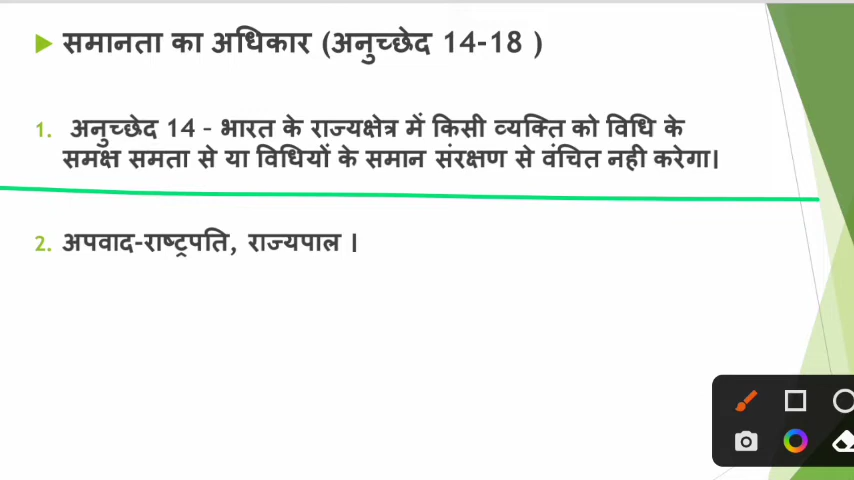 समानता का अधिकार (अनुच्छेद 14-18 )
1. अनुच्छेद 14 - भारत के राज्यक्षेत्र में किसी व्यक्ति को विधि के
समक्ष समता से या विधियों के समान संरक्षण से वंचित नही करेगा।
2. अपवाद-राष्ट्रपति, राज्यपाल ।